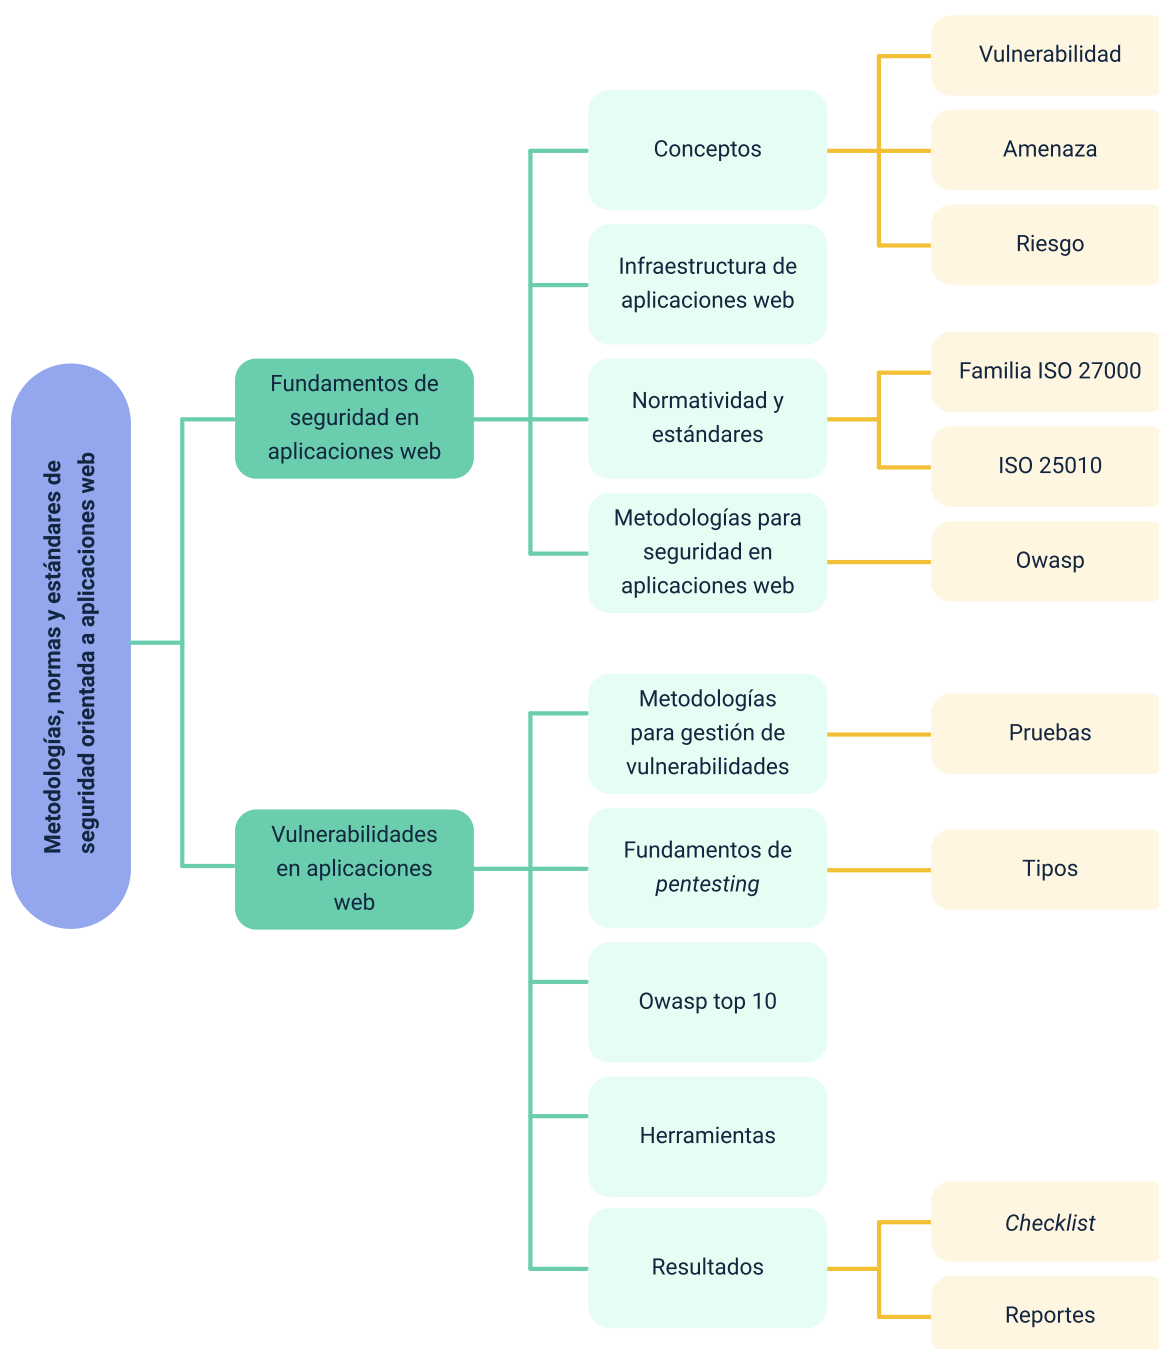 Metodologías, normas y estándares de
seguridad orientada a aplicaciones web
Fundamentos de
seguridad en
aplicaciones web
Conceptos
Vulnerabilidad
Amenaza
Riesgo
Infraestructura de
aplicaciones web
Normatividad y
estándares
Familia ISO 27000
ISO 25010
Metodologías para
seguridad en
aplicaciones web
Owasp
Vulnerabilidades
en aplicaciones
web
Metodologías
para gestión de
vulnerabilidades
Pruebas
Fundamentos de
pentesting
Tipos
Owasp top 10
Herramientas
Resultados
Checklist
Reportes